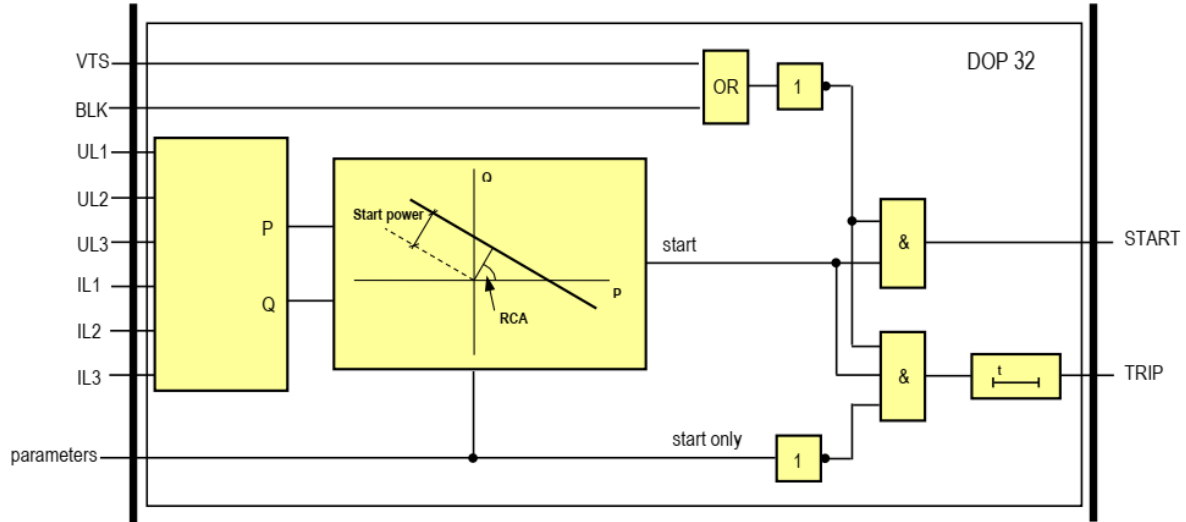 DOP 32
VTS
OR
1
BLK
UL1
UL2
P
Q
Start power
&
UL3
start
START
IL1
Q
P
RCA
IL2
IL3
&
t
TRIP
start only
parameters
1